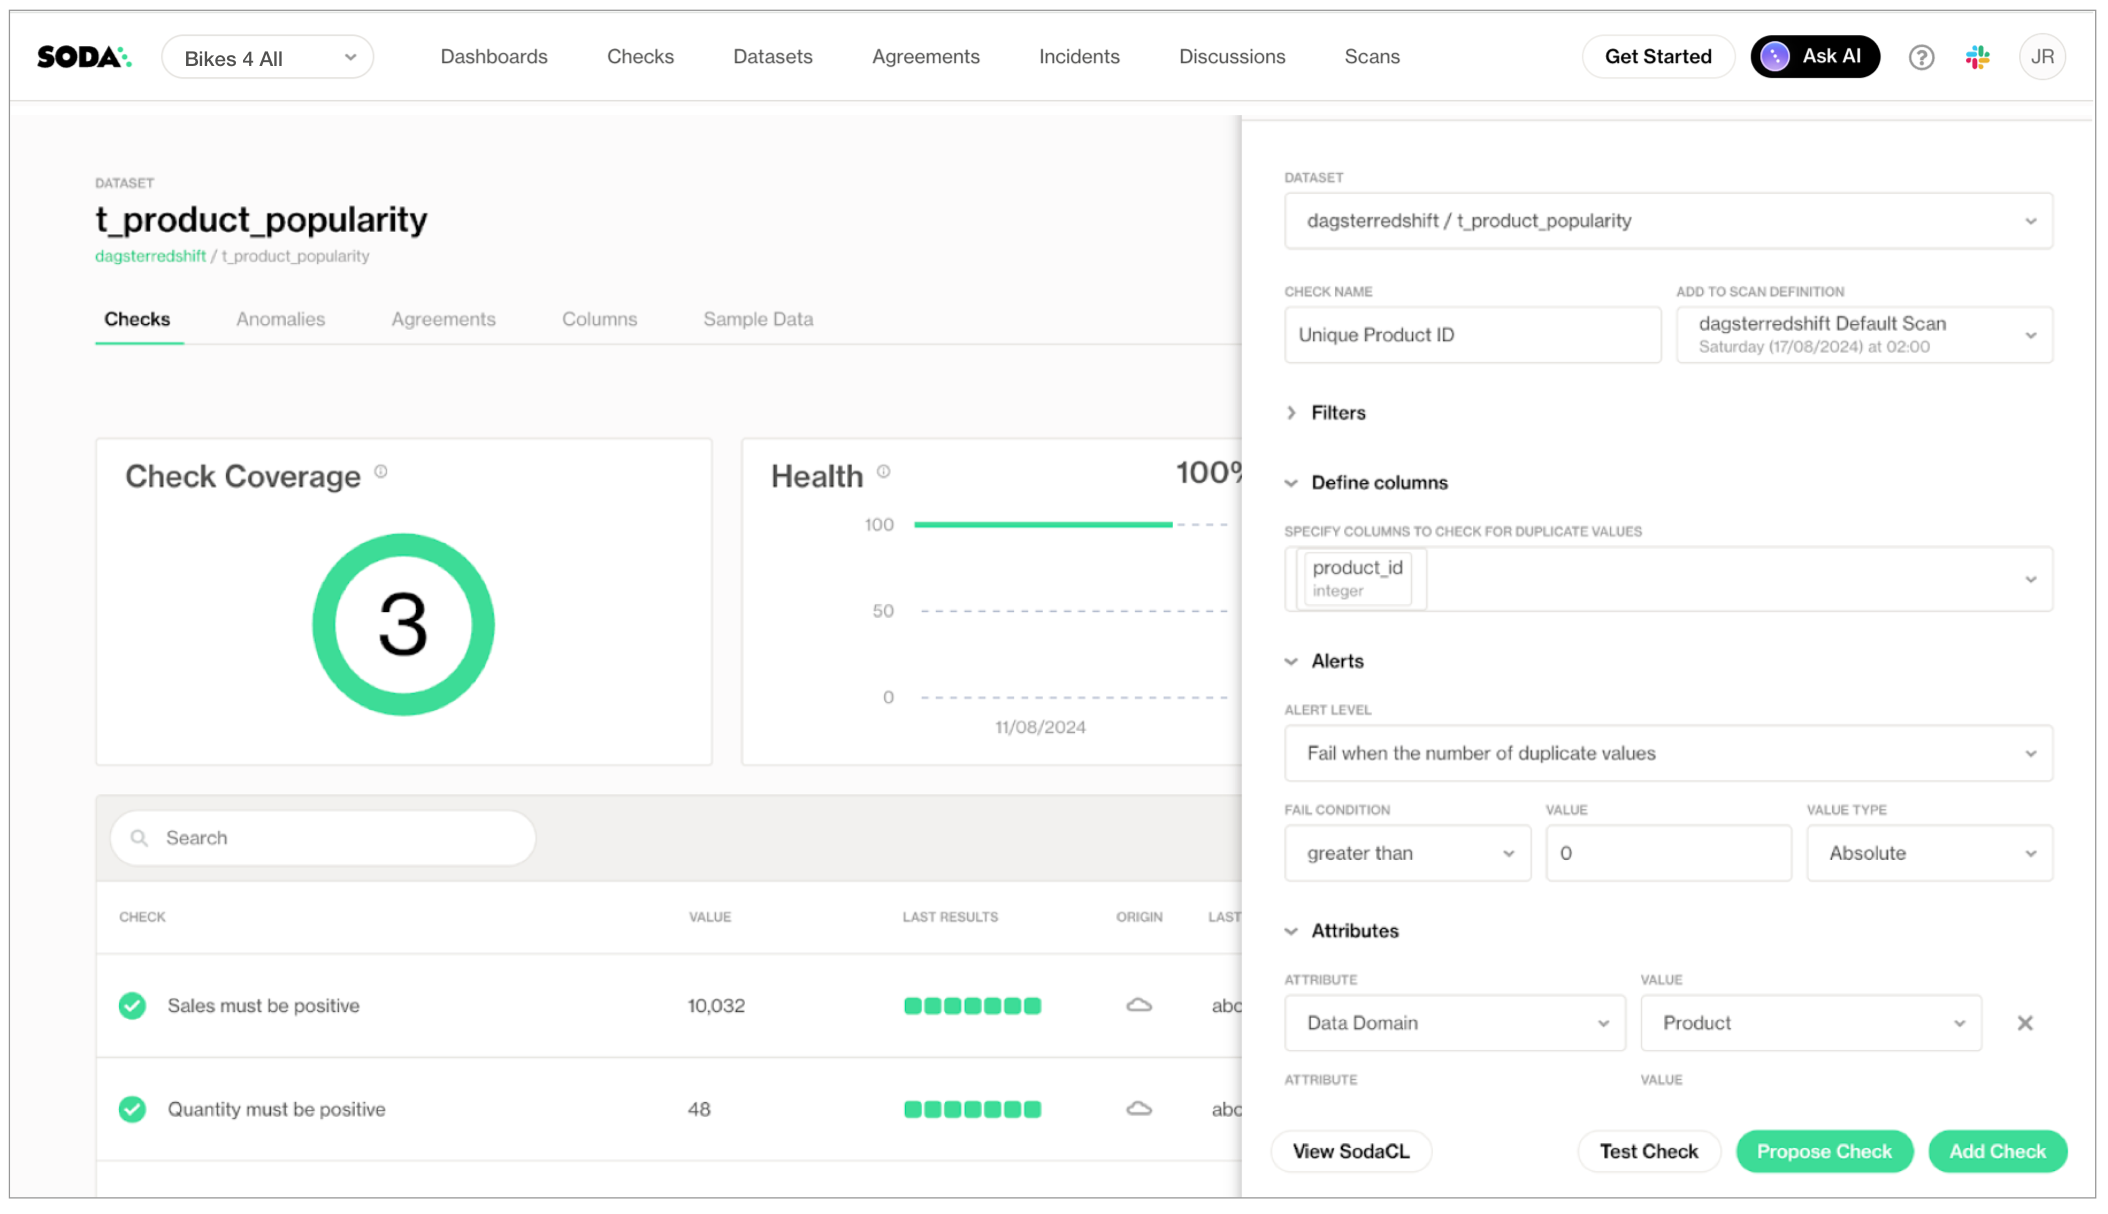 SODA
Bikes 4 All
Dashboards
Checks
Datasets
Agreements
Incidents
Discussions
Scans
Get Started
Ask AI
?
JR
DATASET
t_product_popularity
dagsterredshift / t_product_popularity
Checks
Anomalies
Agreements
Columns
Sample Data
Check Coverage
3
Health
100%
100
50
0
11/08/2024
Search
CHECK
VALUE
LAST RESULTS
ORIGIN
LAST
Sales must be positive
10,032
abo
Quantity must be positive
48
abo
DATASET
dagsterredshift / t_product_popularity
CHECK NAME
Unique Product ID
ADD TO SCAN DEFINITION
dagsterredshift Default Scan
Saturday (17/08/2024) at 02:00
Filters
Define columns
SPECIFY COLUMNS TO CHECK FOR DUPLICATE VALUES
product_id
integer
Alerts
ALERT LEVEL
Fail when the number of duplicate values
FAIL CONDITION
VALUE
VALUE TYPE
greater than
0
Absolute
Attributes
ATTRIBUTE
VALUE
Data Domain
Product
ATTRIBUTE
VALUE
View SodaCL
Test Check
Propose Check
Add Check